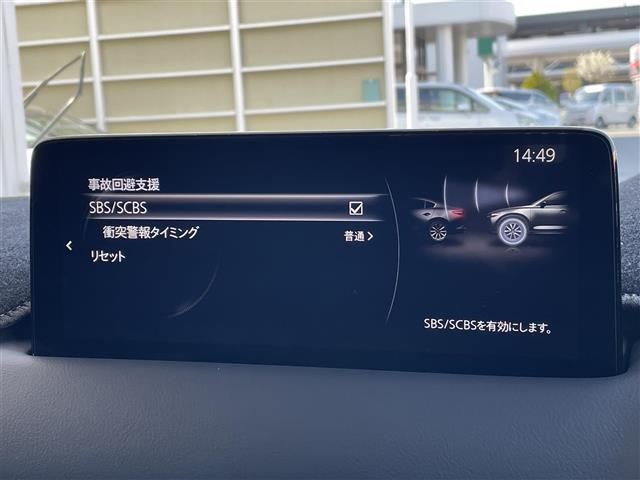 14:49
事故回避支援
SBS/SCBS
衝突警報タイミング
普通
リセット
SBS/SCBSを有効にします。